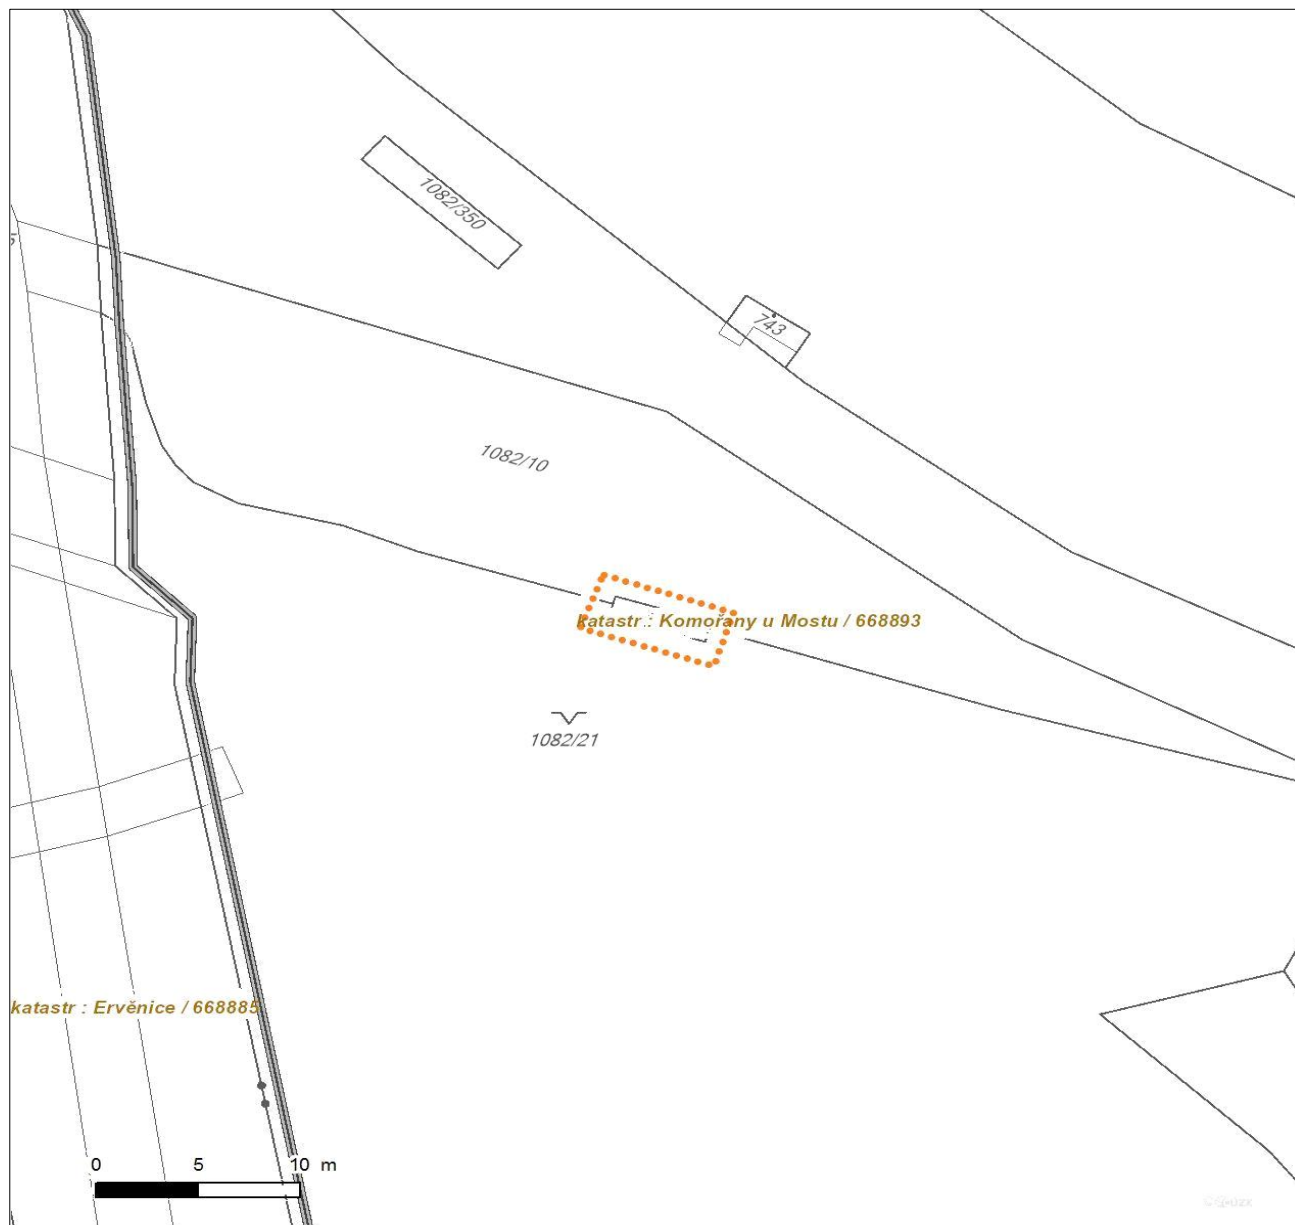 1082/350
743
1082/10
katastr : Komořany u Mostu / 668893
1082/21
katastr : Ervěnice / 668885
0 5 10 m